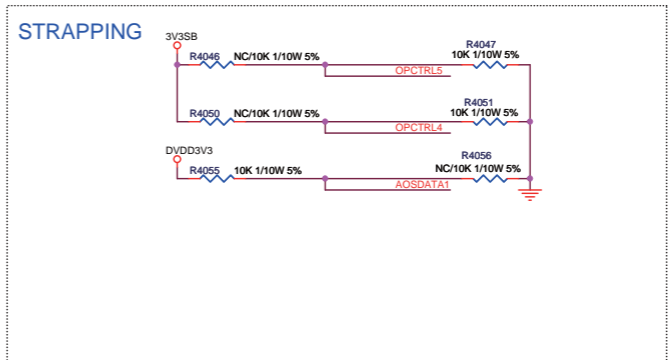 STRAPPING
3V3SB
R4046 NC/10K 1/10W 5%
R4047
10K 1/10W 5%
OPCTRL5
R4050 NC/10K 1/10W 5%
R4051
10K 1/10W 5%
OPCTRL4
DVDD3V3
R4055 10K 1/10W 5%
R4056
NC/10K 1/10W 5%
AOSDATA1